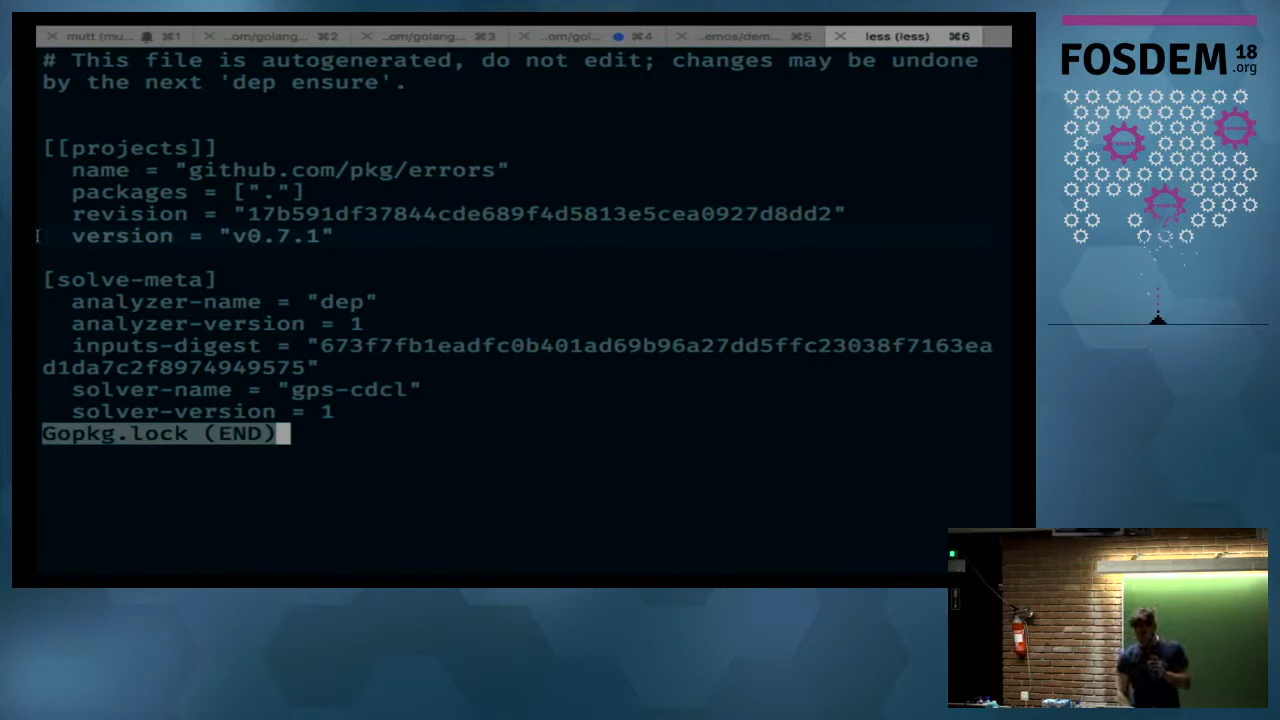 mutt (mu... ⌘1 ..om/golang... ⌘2 ...om/golang... ⌘3 ...om/gol... ⌘4 ..emos/dem... ⌘5 less (less) ⌘6
# This file is autogenerated, do not edit; changes may be undone
by the next 'dep ensure'.
[[projects]]
name = "github.com/pkg/errors"
packages = ["."]
revision = "17b591df37844cde689f4d5813e5cea0927d8dd2"
version = "v0.7.1"
[solve-meta]
analyzer-name = "dep"
analyzer-version = 1
inputs-digest = "673f7fb1eadfc0b401ad69b96a27dd5ffc23038f7163ea
d1da7c2f8974949575"
solver-name = "gps-cdcl"
solver-version = 1
Gopkg.lock (END)
FOSDEM 18
.org